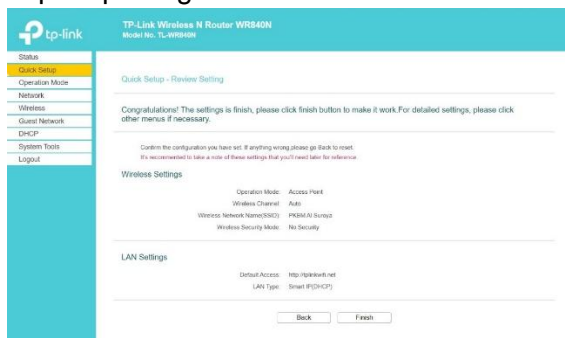 tp-link
TP-Link Wireless N Router WR840N
Model No. TL-WR840N
Status
Quick Setup
Operation Mode
Network
Wireless
Guest Network
DHCP
System Tools
Logout
Quick Setup - Review Setting
Congratulations! The settings is finish, please click finish button to make it work.For detailed settings, please click
other menus if necessary.
Confirm the configuration you have set. If anything wrong please go Back to reset.
It's recommented to take a note of these settings that you'll need later for reference.
Wireless Settings
Operation Mode: Access Point
Wireless Channel: Auto
Wireless Network Name(SSID): PKBM Al Suroya
Wireless Security Mode: No Security
LAN Settings
Default Access: http://tplinkwifi.net
LAN Type: Smart IP(DHCP)
Back Finish